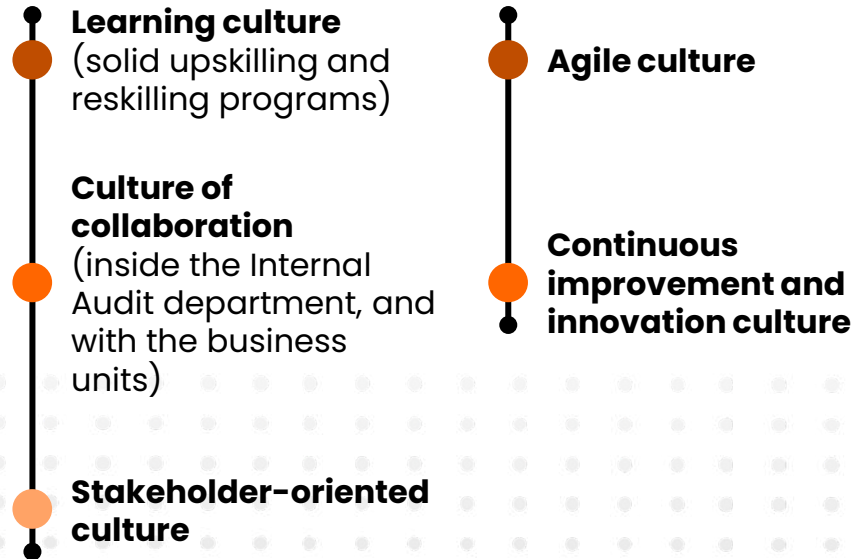 Learning culture
(solid upskilling and
reskilling programs)
Culture of
collaboration
(inside the Internal
Audit department, and
with the business
units)
Stakeholder-oriented
culture
Agile culture
Continuous
improvement and
innovation culture